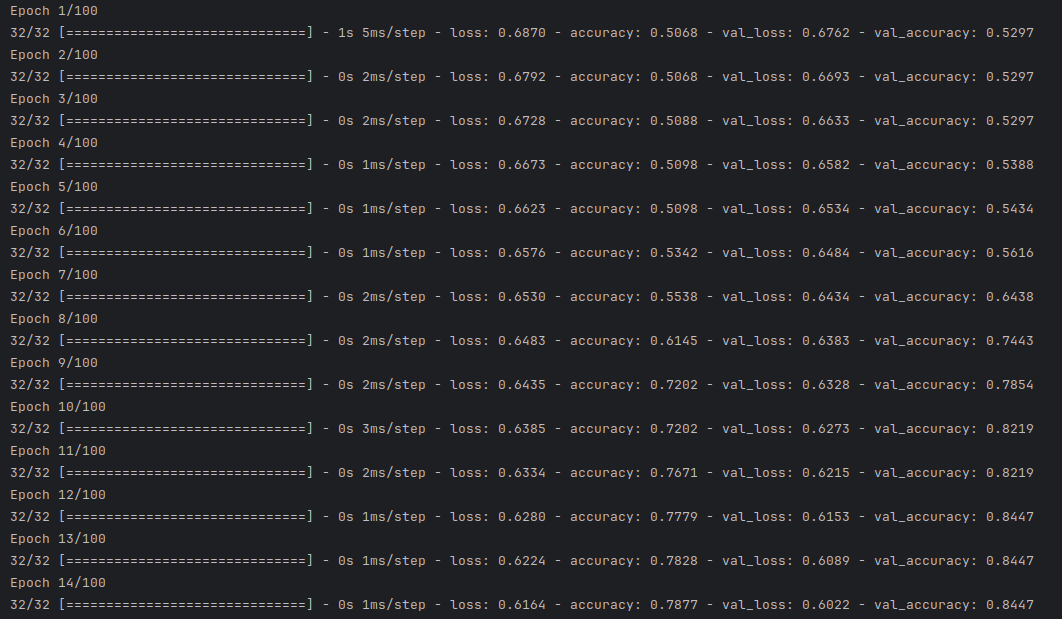 Epoch 1/100
32/32 [==============================] - 1s 5ms/step - loss: 0.6870 - accuracy: 0.5068 - val_loss: 0.6762 - val_accuracy: 0.5297
Epoch 2/100
32/32 [==============================] - 0s 2ms/step - loss: 0.6792 - accuracy: 0.5068 - val_loss: 0.6693 - val_accuracy: 0.5297
Epoch 3/100
32/32 [==============================] - 0s 2ms/step - loss: 0.6728 - accuracy: 0.5088 - val_loss: 0.6633 - val_accuracy: 0.5297
Epoch 4/100
32/32 [==============================] - 0s 1ms/step - loss: 0.6673 - accuracy: 0.5098 - val_loss: 0.6582 - val_accuracy: 0.5388
Epoch 5/100
32/32 [==============================] - 0s 1ms/step - loss: 0.6623 - accuracy: 0.5098 - val_loss: 0.6534 - val_accuracy: 0.5434
Epoch 6/100
32/32 [==============================] - 0s 1ms/step - loss: 0.6576 - accuracy: 0.5342 - val_loss: 0.6484 - val_accuracy: 0.5616
Epoch 7/100
32/32 [==============================] - 0s 2ms/step - loss: 0.6530 - accuracy: 0.5538 - val_loss: 0.6434 - val_accuracy: 0.6438
Epoch 8/100
32/32 [==============================] - 0s 2ms/step - loss: 0.6483 - accuracy: 0.6145 - val_loss: 0.6383 - val_accuracy: 0.7443
Epoch 9/100
32/32 [==============================] - 0s 2ms/step - loss: 0.6435 - accuracy: 0.7202 - val_loss: 0.6328 - val_accuracy: 0.7854
Epoch 10/100
32/32 [==============================] - 0s 3ms/step - loss: 0.6385 - accuracy: 0.7202 - val_loss: 0.6273 - val_accuracy: 0.8219
Epoch 11/100
32/32 [==============================] - 0s 2ms/step - loss: 0.6334 - accuracy: 0.7671 - val_loss: 0.6215 - val_accuracy: 0.8219
Epoch 12/100
32/32 [==============================] - 0s 1ms/step - loss: 0.6280 - accuracy: 0.7779 - val_loss: 0.6153 - val_accuracy: 0.8447
Epoch 13/100
32/32 [==============================] - 0s 1ms/step - loss: 0.6224 - accuracy: 0.7828 - val_loss: 0.6089 - val_accuracy: 0.8447
Epoch 14/100
32/32 [==============================] - 0s 1ms/step - loss: 0.6164 - accuracy: 0.7877 - val_loss: 0.6022 - val_accuracy: 0.8447